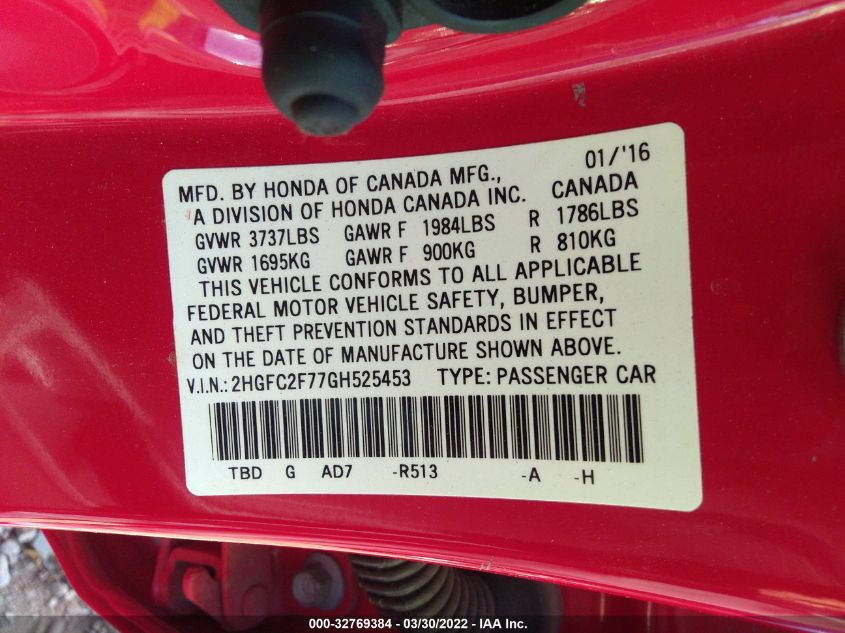 01/'16
MFD. BY HONDA OF CANADA MFG.,
A DIVISION OF HONDA CANADA INC. CANADA
GVWR 3737LBS GAWR F 1984LBS R 1786LBS
GVWR 1695KG GAWR F 900KG R 810KG
THIS VEHICLE CONFORMS TO ALL APPLICABLE
FEDERAL MOTOR VEHICLE SAFETY, BUMPER,
AND THEFT PREVENTION STANDARDS IN EFFECT
ON THE DATE OF MANUFACTURE SHOWN ABOVE.
V.I.N.: 2HGFC2F77GH525453 TYPE: PASSENGER CAR
TBD G AD7 -R513 -A -H
000-32769384 - 03/30/2022 - IAA Inc.